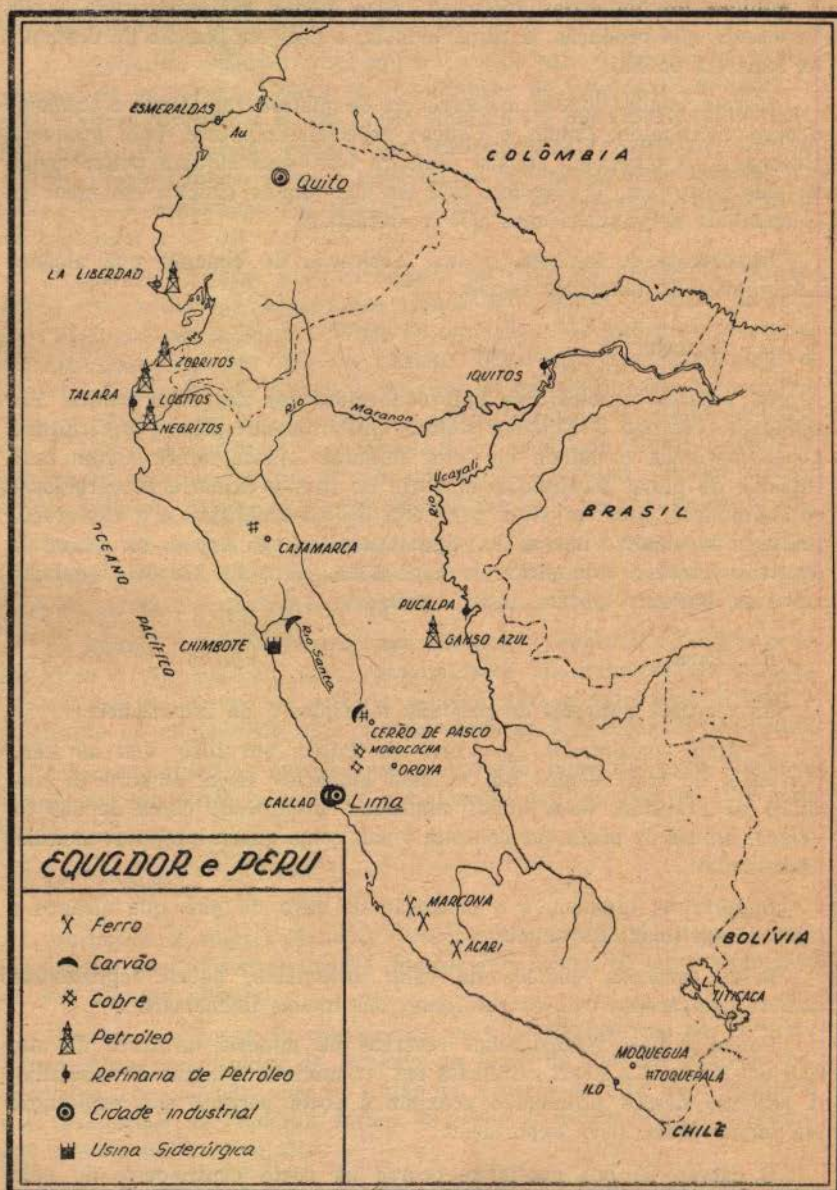 ESMERALDAS
Au
COLÔMBIA
Quito
LA LIBERDAD
ZORRITOS
IQUITOS
TALARA
LOBITOS
Rio Maranon
NEGRITOS
Rio Ucayali
BRASIL
CAJAMARCA
OCEANO PACÍFICO
PUCALPA
CHIMBOTE
Rio Santa
GANSO AZUL
CERRO DE PASCO
MOROCOCHA
OROYA
CALLAO
Lima
EQUADOR e PERU
MARCONA
Ferro
ACARI
BOLÍVIA
Carvão
L. TITICACA
Cobre
Petróleo
MOQUEGUA
Refinaria de Petróleo
TOQUEPALA
ILO
Cidade industrial
CHILE
Usina Siderúrgica